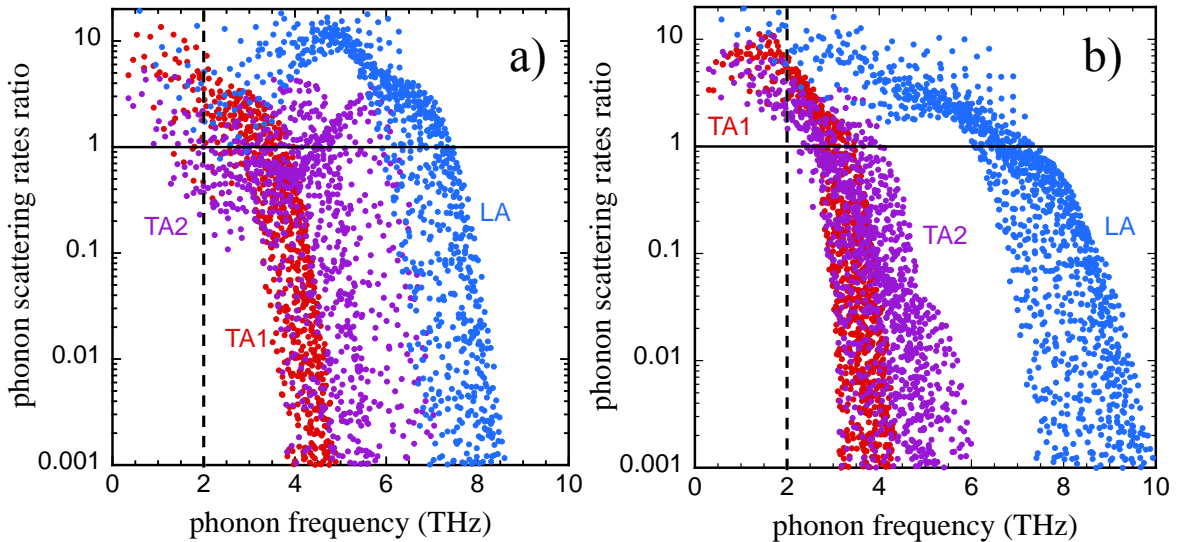 a)
10
1
0.1
0.01
0.001
phonon scattering rates ratio
TA2
TA1
LA
0 2 4 6 8 10
phonon frequency (THz)
b)
10
1
0.1
0.01
0.001
phonon scattering rates ratio
TA1
TA2
LA
0 2 4 6 8 10
phonon frequency (THz)